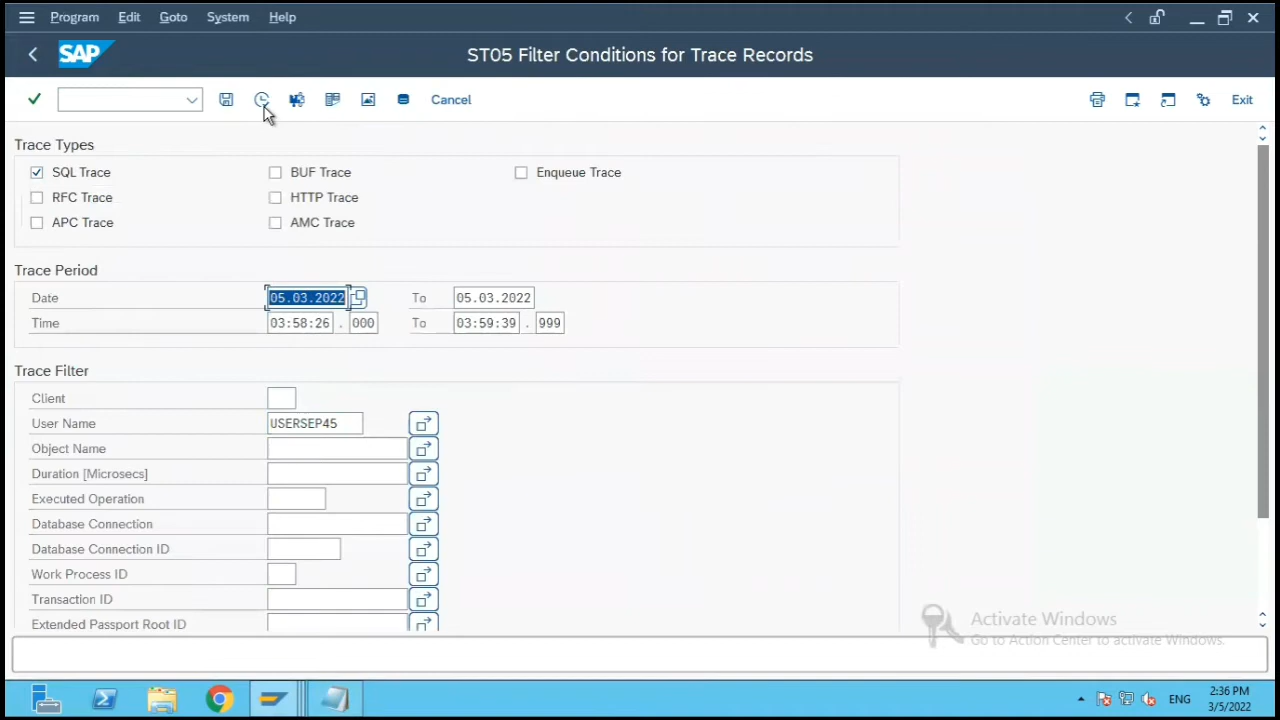 Program Edit Goto System Help
SAP ST05 Filter Conditions for Trace Records
Cancel Exit
Trace Types
SQL Trace BUF Trace Enqueue Trace
RFC Trace HTTP Trace
APC Trace AMC Trace
Trace Period
Date 05.03.2022 To 05.03.2022
Time 03:58:26 . 000 To 03:59:39 . 999
Trace Filter
Client
User Name USERSEP45
Object Name
Duration [Microsecs]
Executed Operation
Database Connection
Database Connection ID
Work Process ID
Transaction ID
Extended Passport Root ID
Activate Windows
Go to Action Center to activate Windows.
ENG 2:36 PM
3/5/2022